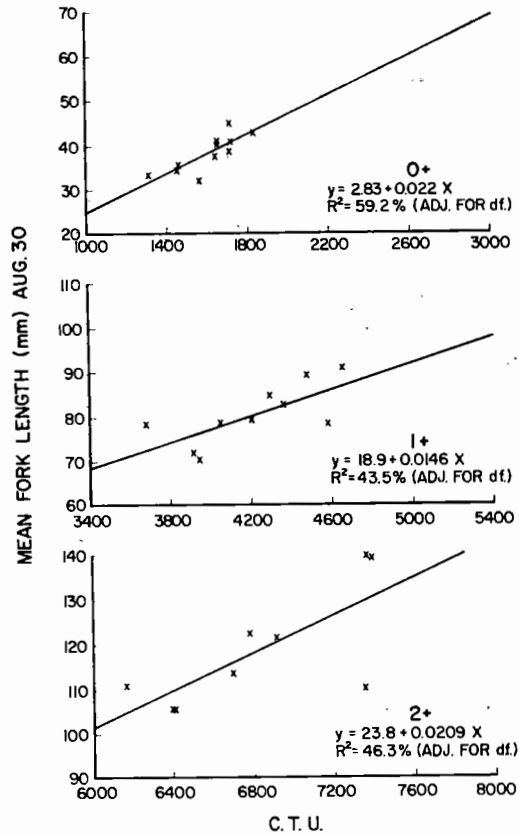 MEAN FORK LENGTH (mm) AUG. 30
70
60
50
40
30
20
1000 1400 1800 2200 2600 3000
0+
y = 2.83+0.022 X
R² = 59.2% (ADJ. FOR df.)
110
100
90
80
70
60
3400 3800 4200 4600 5000 5400
1+
y = 18.9+0.0146 X
R² = 43.5% (ADJ. FOR df.)
140
130
120
110
100
90
6000 6400 6800 7200 7600 8000
2+
y = 23.8+0.0209 X
R² = 46.3% (ADJ. FOR df.)
C.T.U.